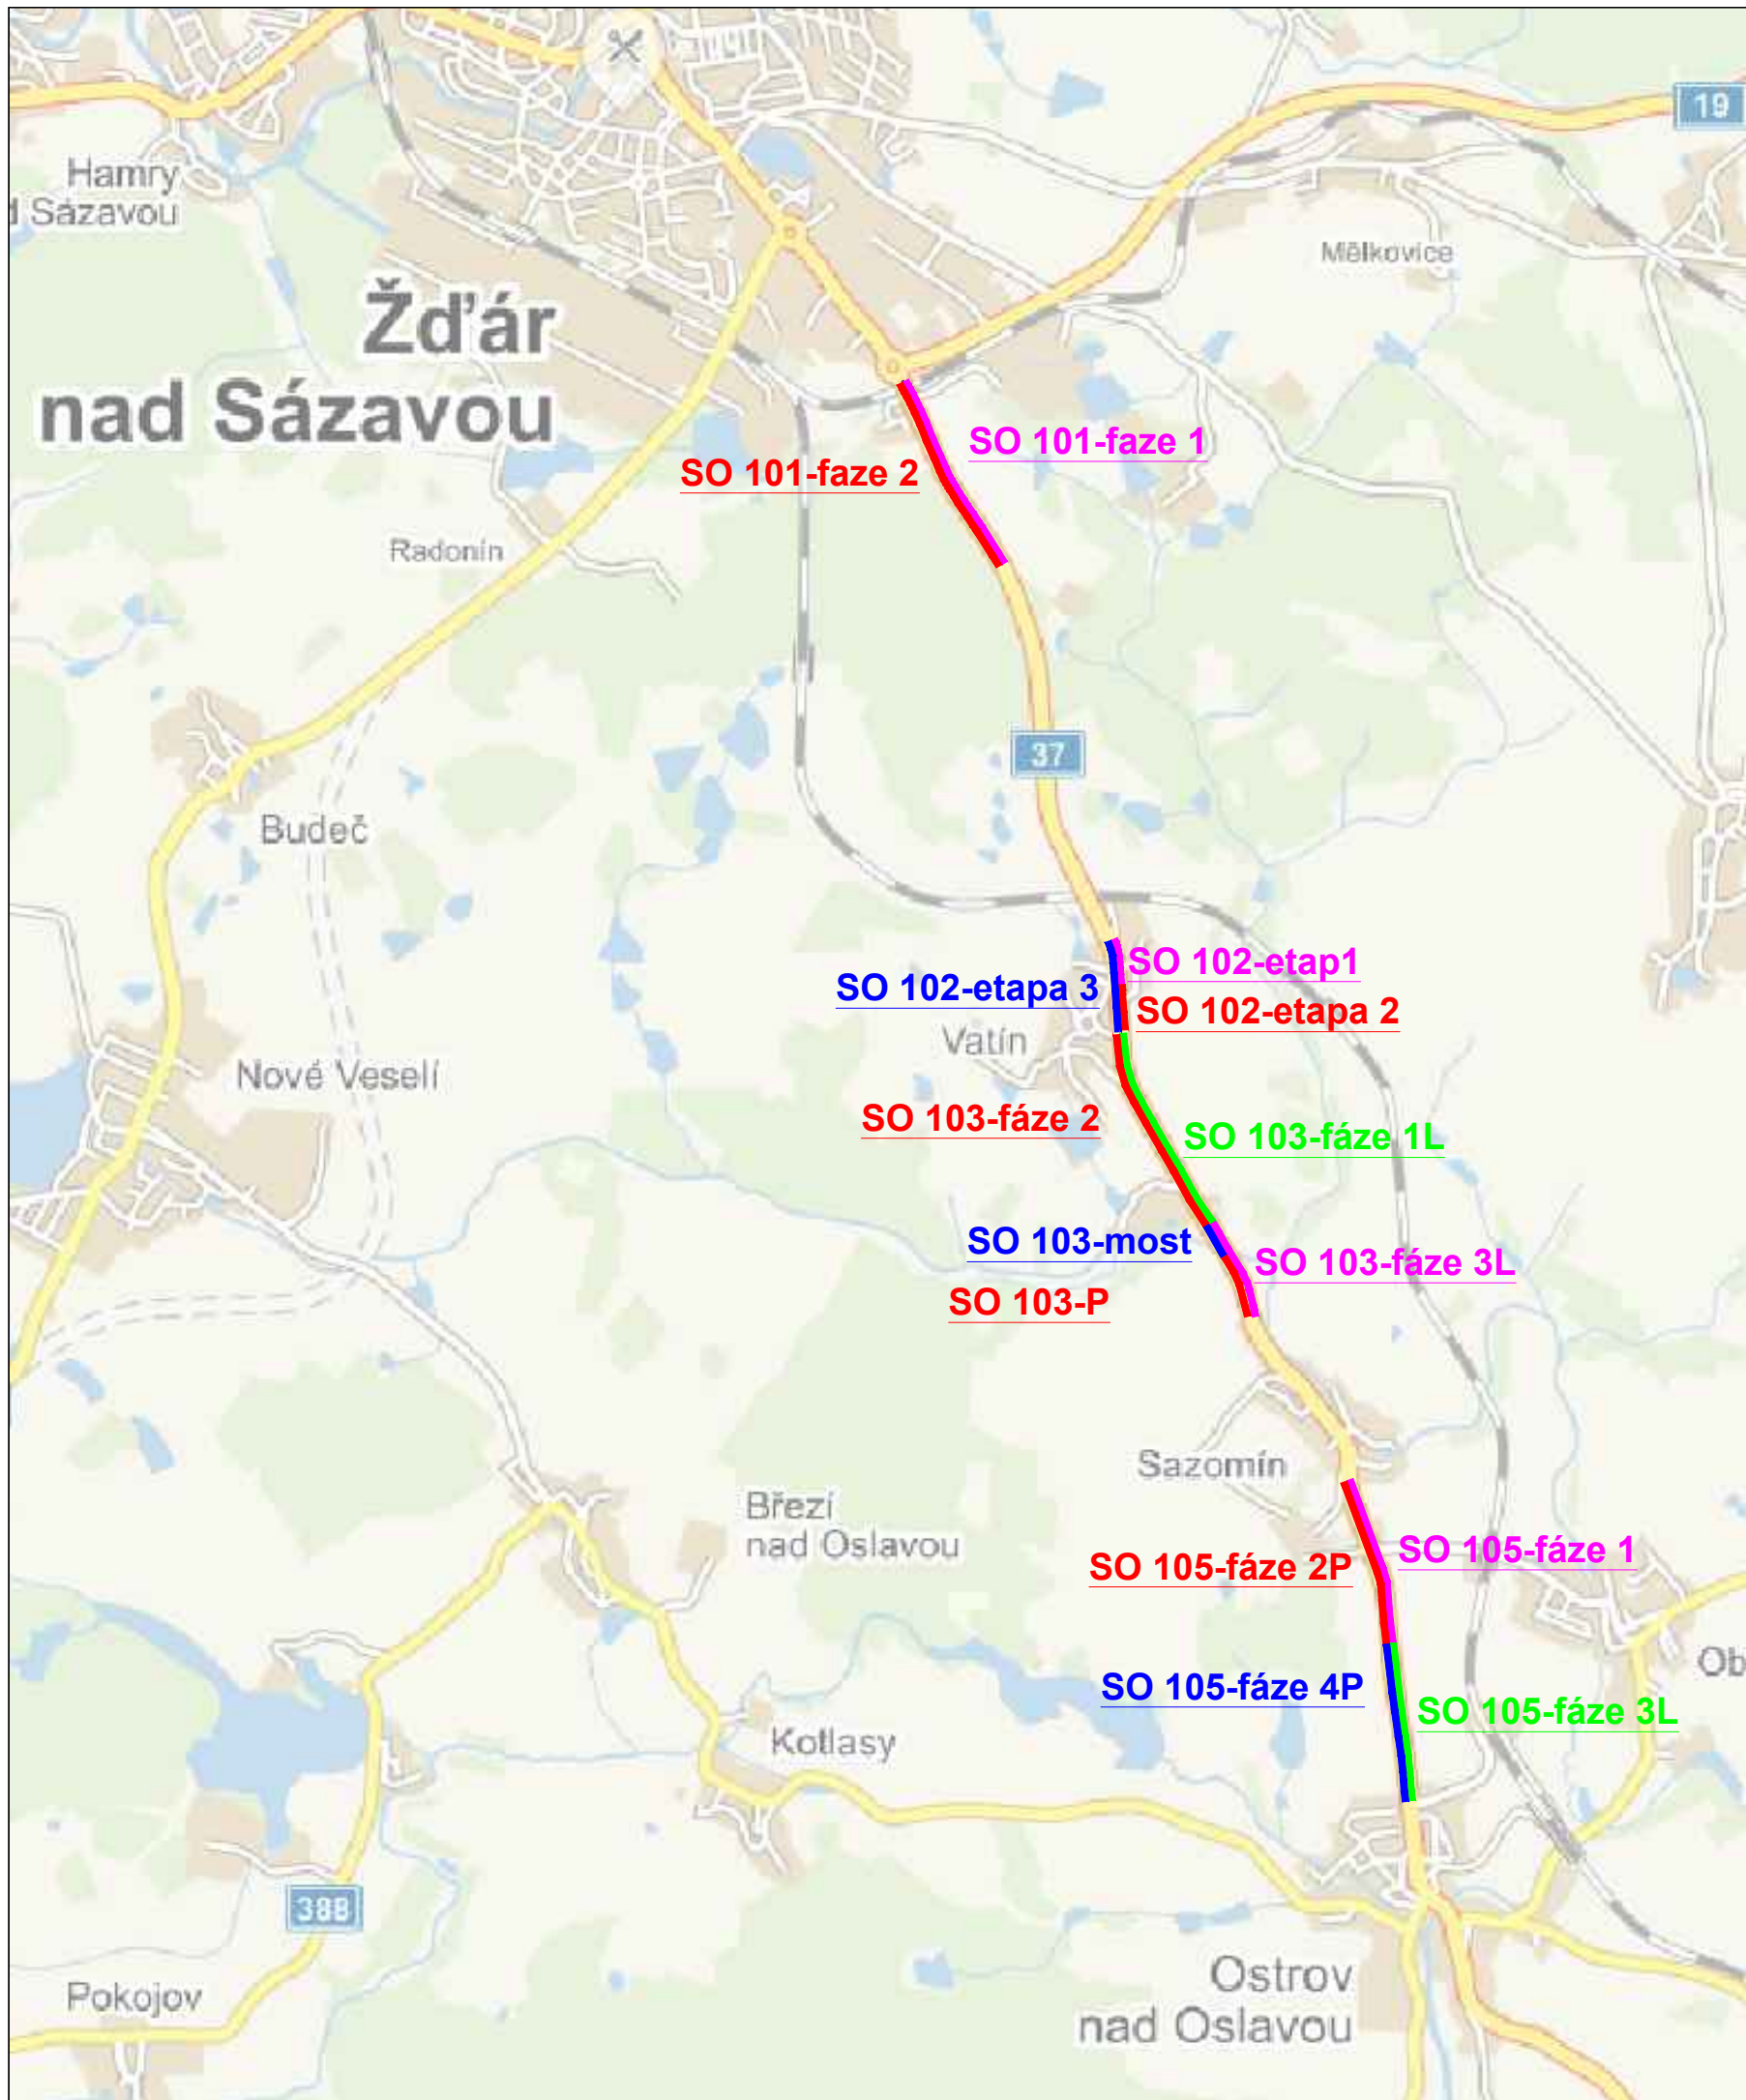 19
Hamry
d Sázavou
Mělkovice
Žďár
nad Sázavou
SO 101-faze 1
SO 101-faze 2
Radonín
37
Budeč
SO 102-etap1
SO 102-etapa 3
SO 102-etapa 2
Vatín
Nové Veselí
SO 103-fáze 2
SO 103-fáze 1L
SO 103-most
SO 103-fáze 3L
SO 103-P
Sazomín
Březí
nad Oslavou
SO 105-fáze 1
SO 105-fáze 2P
Ob
SO 105-fáze 4P
SO 105-fáze 3L
Kotlasy
388
Ostrov
nad Oslavou
Pokojov